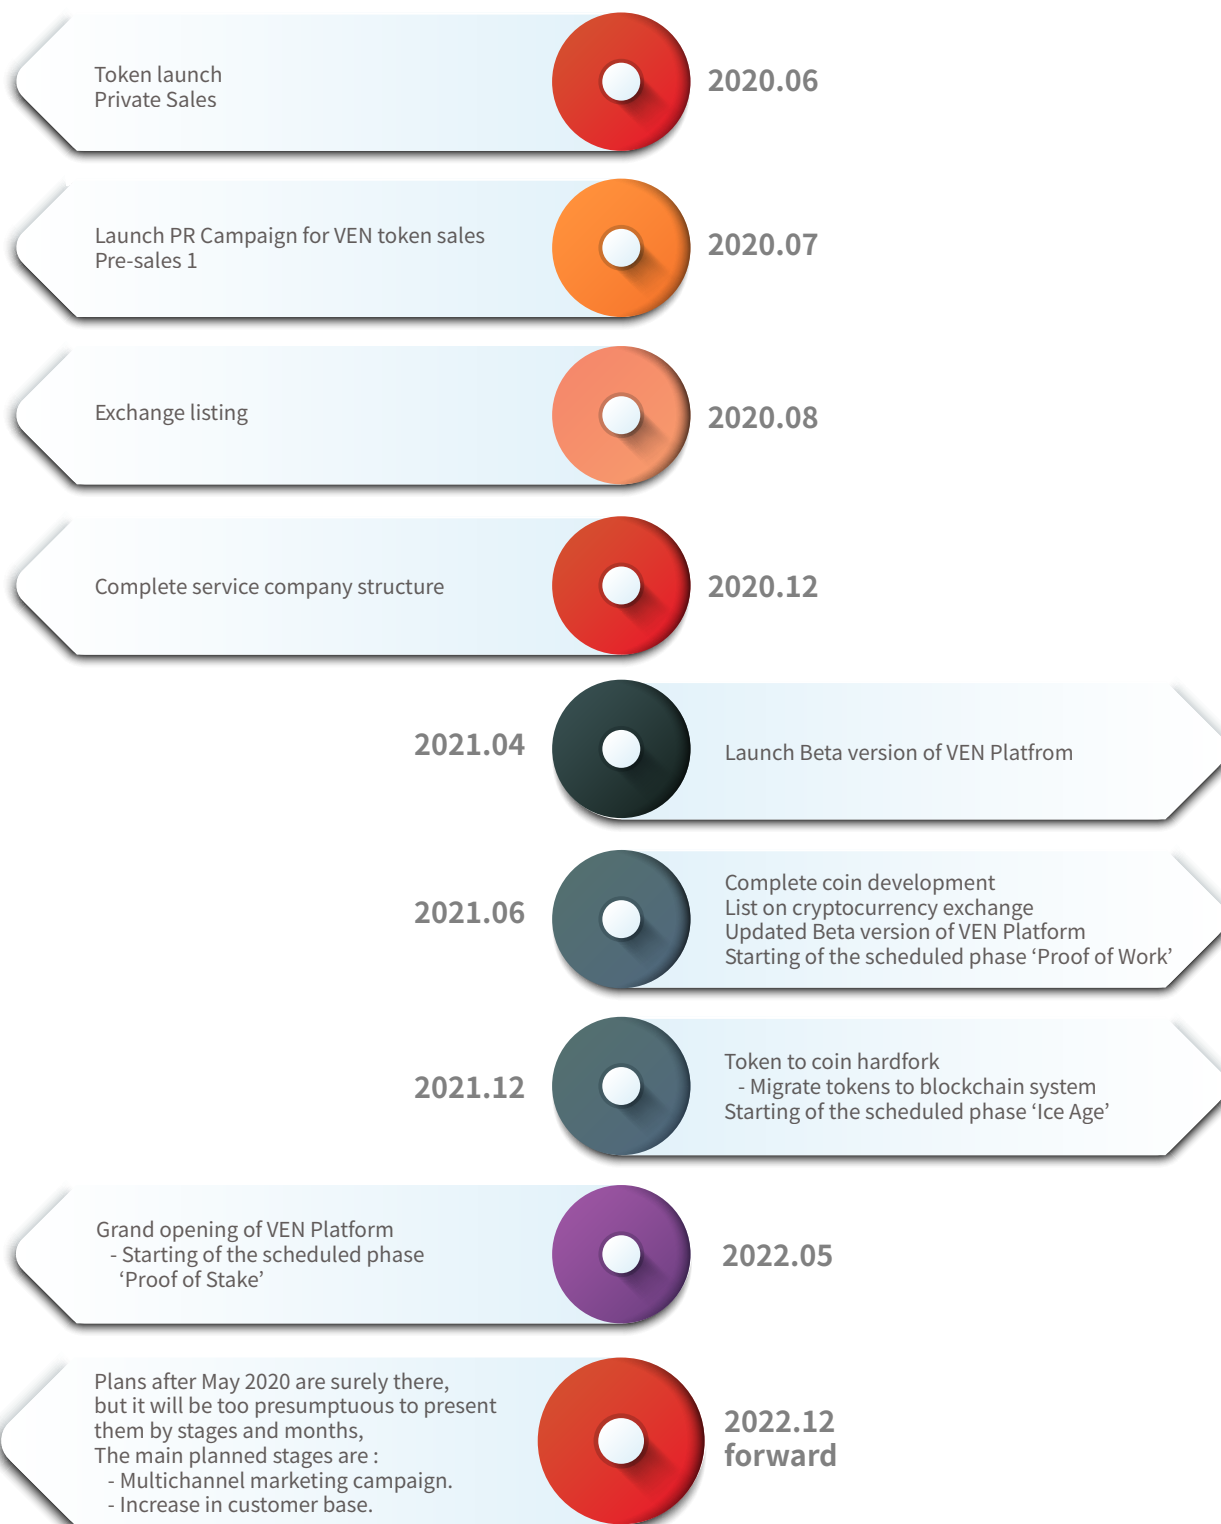 Token launch
Private Sales
2020.06
Launch PR Campaign for VEN token sales
Pre-sales 1
2020.07
Exchange listing
2020.08
Complete service company structure
2020.12
2021.04
Launch Beta version of VEN Platfrom
2021.06
Complete coin development
List on cryptocurrency exchange
Updated Beta version of VEN Platform
Starting of the scheduled phase ‘Proof of Work’
2021.12
Token to coin hardfork
- Migrate tokens to blockchain system
Starting of the scheduled phase ‘Ice Age’
Grand opening of VEN Platform
- Starting of the scheduled phase
‘Proof of Stake’
2022.05
Plans after May 2020 are surely there,
but it will be too presumptuous to present
them by stages and months,
The main planned stages are :
- Multichannel marketing campaign.
- Increase in customer base.
2022.12
forward